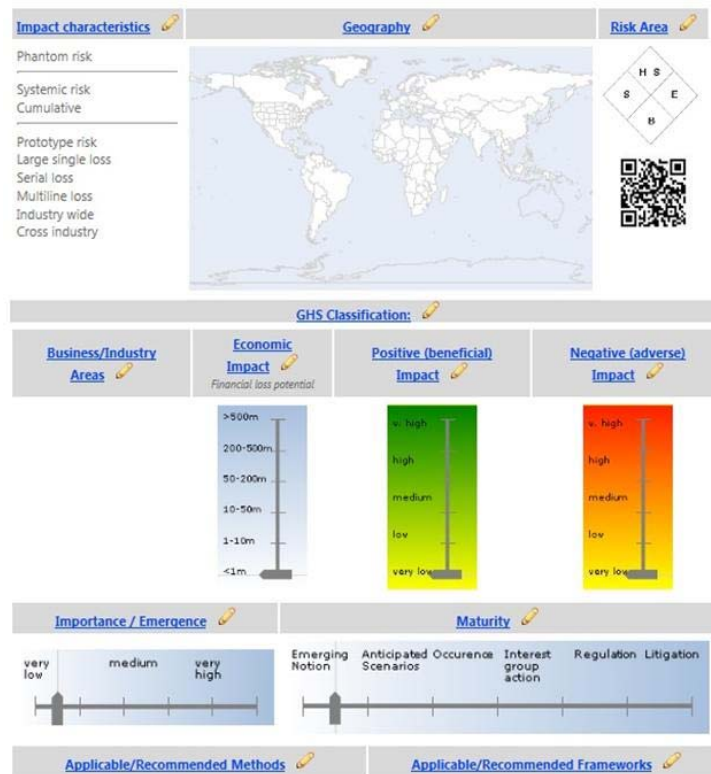 Impact characteristics
Geography
Risk Area
Phantom risk
Systemic risk
Cumulative
Prototype risk
Large single loss
Serial loss
Multiline loss
Industry wide
Cross industry
H S
S E
B
GHS Classification:
Business/Industry
Areas
Economic
Impact
Financial loss potential
Positive (beneficial)
Impact
Negative (adverse)
Impact
>500m
200-500m
50-200m
10-50m
1-10m
<1m
v. high
high
medium
low
very low
v. high
high
medium
low
very low
Importance / Emergence
Maturity
very
low
medium
very
high
Emerging
Notion
Anticipated
Scenarios
Occurence
Interest
group
action
Regulation
Litigation
Applicable/Recommended Methods
Applicable/Recommended Frameworks